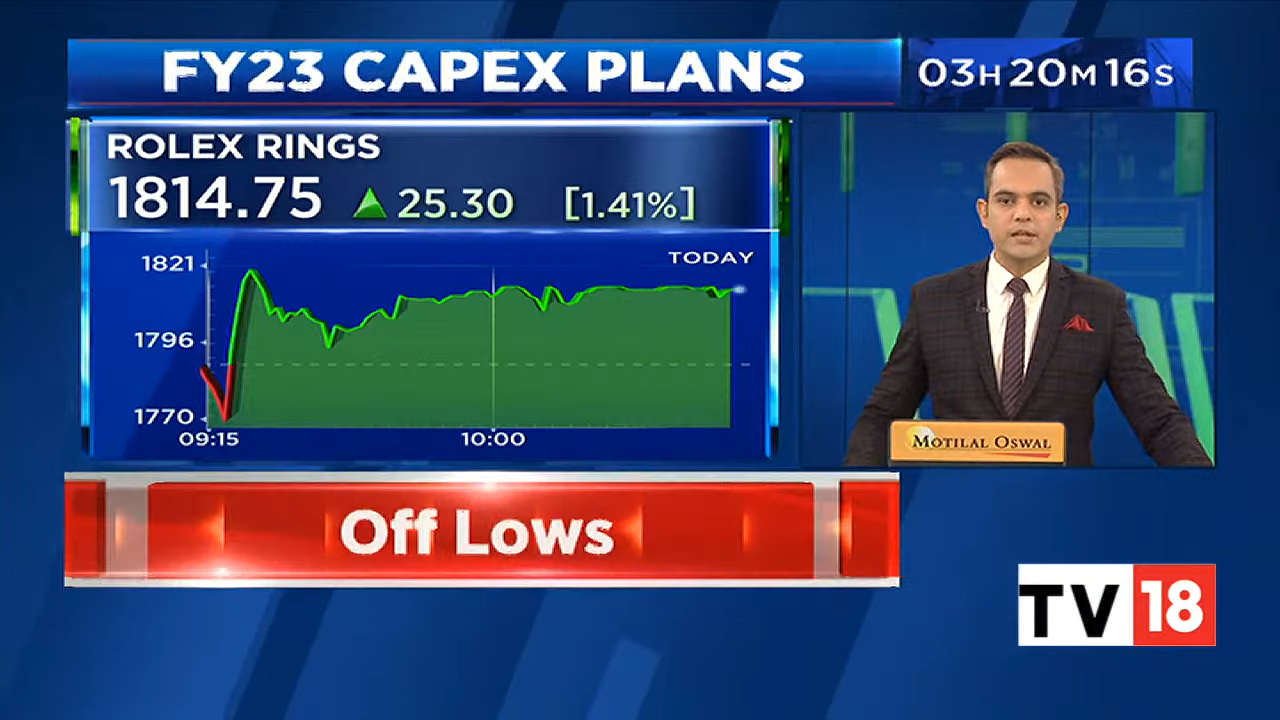 FY23 CAPEX PLANS
03H 20M 16S
ROLEX RINGS
1814.75 ▲ 25.30 [1.41%]
TODAY
1821
1796
1770
09:15 10:00
MOTILAL OSWAL
Off Lows
TV18